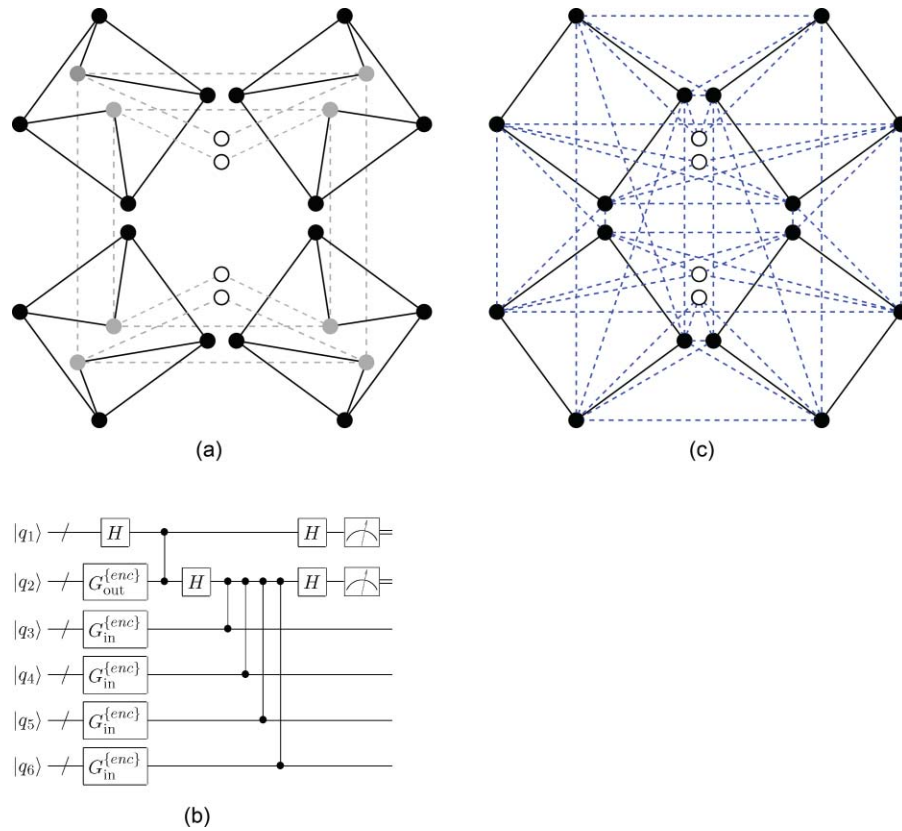 (a)
(c)
|q₁⟩ H H
|q₂⟩ G_out^{enc} H H
|q₃⟩ G_in^{enc}
|q₄⟩ G_in^{enc}
|q₅⟩ G_in^{enc}
|q₆⟩ G_in^{enc}
(b)